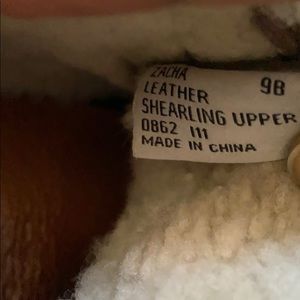 ZACHA 9B
LEATHER
SHEARLING UPPER
0862 111
MADE IN CHINA